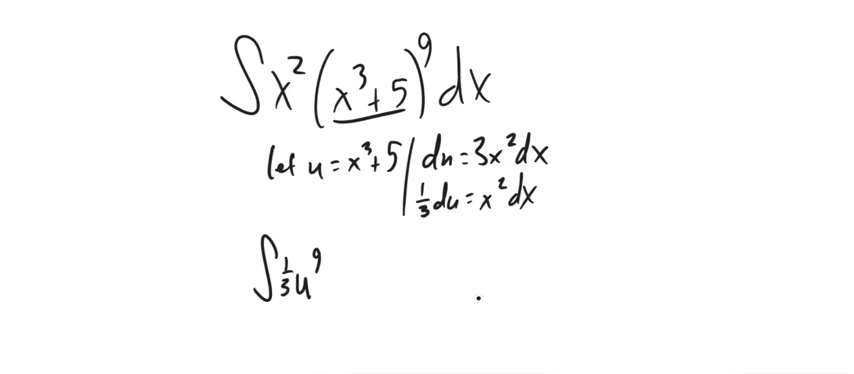 ∫x²(x³+5)⁹dx
let u = x³+5 | du = 3x²dx
⅓du = x²dx
∫⅓u⁹